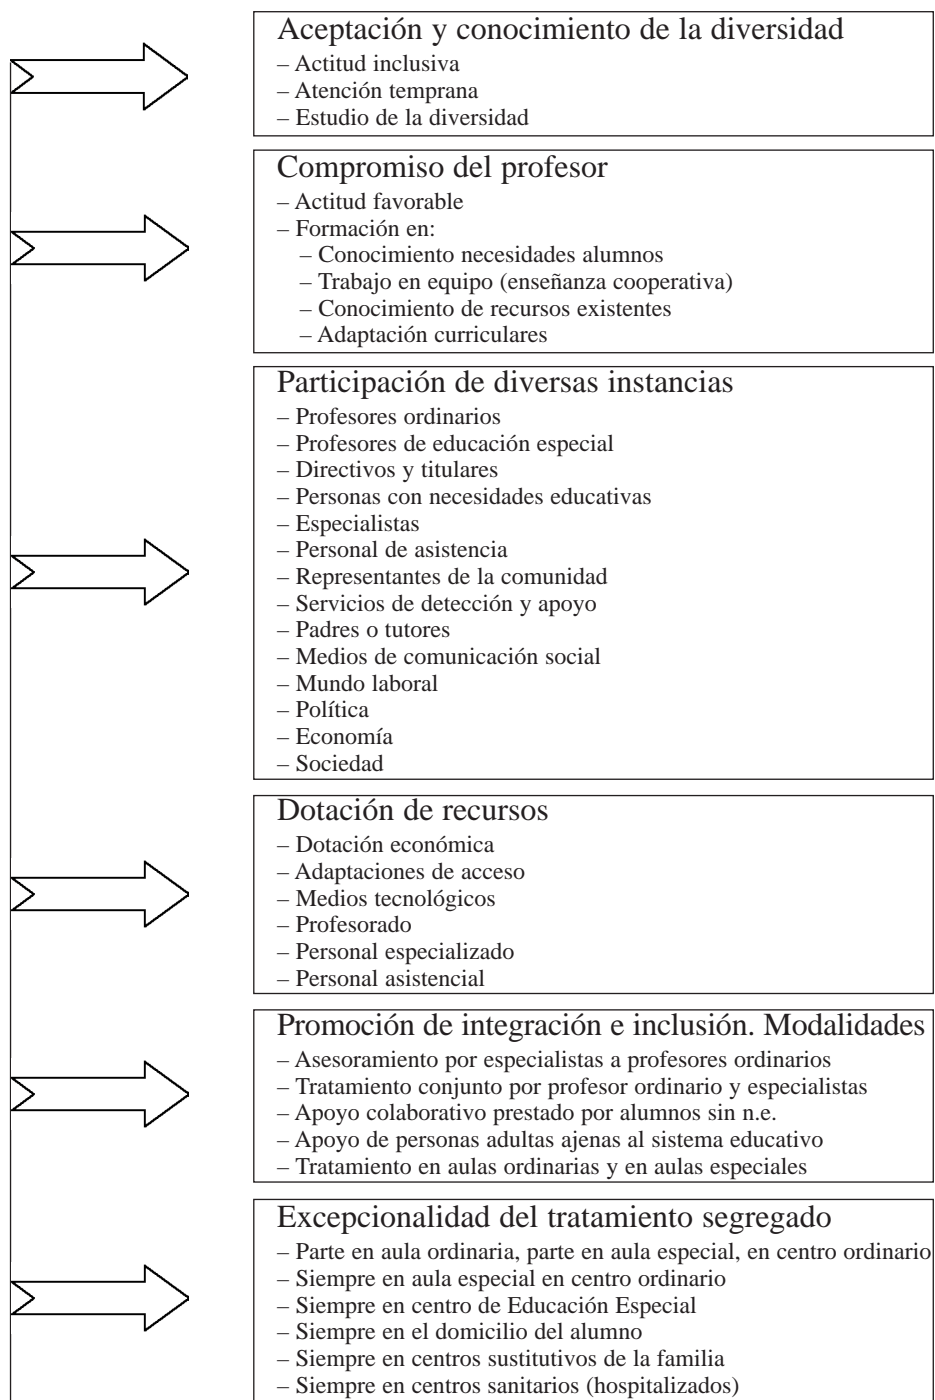 Aceptación y conocimiento de la diversidad
– Actitud inclusiva
– Atención temprana
– Estudio de la diversidad
Compromiso del profesor
– Actitud favorable
– Formación en:
– Conocimiento necesidades alumnos
– Trabajo en equipo (enseñanza cooperativa)
– Conocimiento de recursos existentes
– Adaptación curriculares
Participación de diversas instancias
– Profesores ordinarios
– Profesores de educación especial
– Directivos y titulares
– Personas con necesidades educativas
– Especialistas
– Personal de asistencia
– Representantes de la comunidad
– Servicios de detección y apoyo
– Padres o tutores
– Medios de comunicación social
– Mundo laboral
– Política
– Economía
– Sociedad
Dotación de recursos
– Dotación económica
– Adaptaciones de acceso
– Medios tecnológicos
– Profesorado
– Personal especializado
– Personal asistencial
Promoción de integración e inclusión. Modalidades
– Asesoramiento por especialistas a profesores ordinarios
– Tratamiento conjunto por profesor ordinario y especialistas
– Apoyo colaborativo prestado por alumnos sin n.e.
– Apoyo de personas adultas ajenas al sistema educativo
– Tratamiento en aulas ordinarias y en aulas especiales
Excepcionalidad del tratamiento segregado
– Parte en aula ordinaria, parte en aula especial, en centro ordinario
– Siempre en aula especial en centro ordinario
– Siempre en centro de Educación Especial
– Siempre en el domicilio del alumno
– Siempre en centros sustitutivos de la familia
– Siempre en centros sanitarios (hospitalizados)